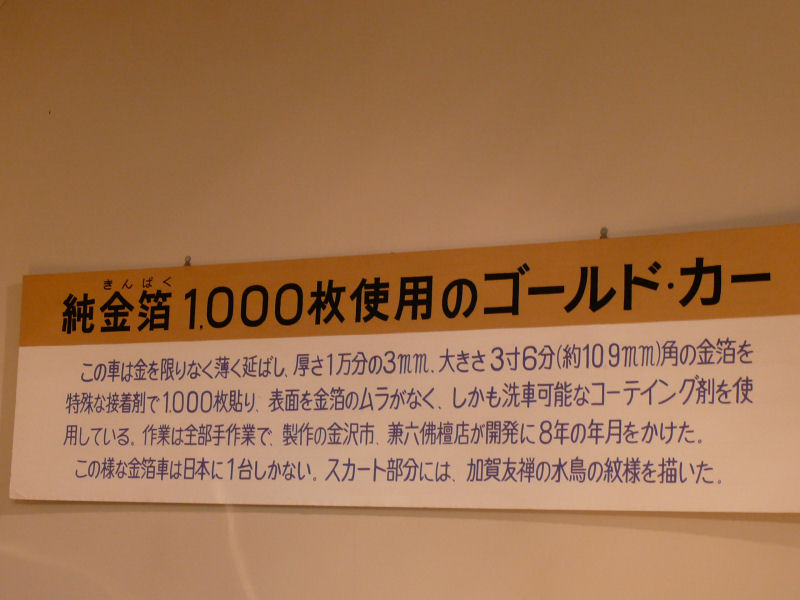 きんぱく
純金箔1,000枚使用のゴールド・カー
この車は金を限りなく薄く延ばし、厚さ1万分の3mm、大きさ3寸6分(約109mm)角の金箔を
特殊な接着剤で1,000枚貼り、表面を金箔のムラがなく、しかも洗車可能なコーテイング剤を使
用している。作業は全部手作業で、製作の金沢市、兼六佛檀店が開発に8年の年月をかけた。
この様な金箔車は日本に1台しかない。スカート部分には、加賀友禅の水鳥の紋様を描いた。